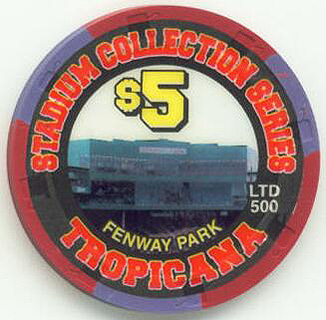 STADIUM COLLECTION SERIES
$5
LTD
500
FENWAY PARK
TROPICANA